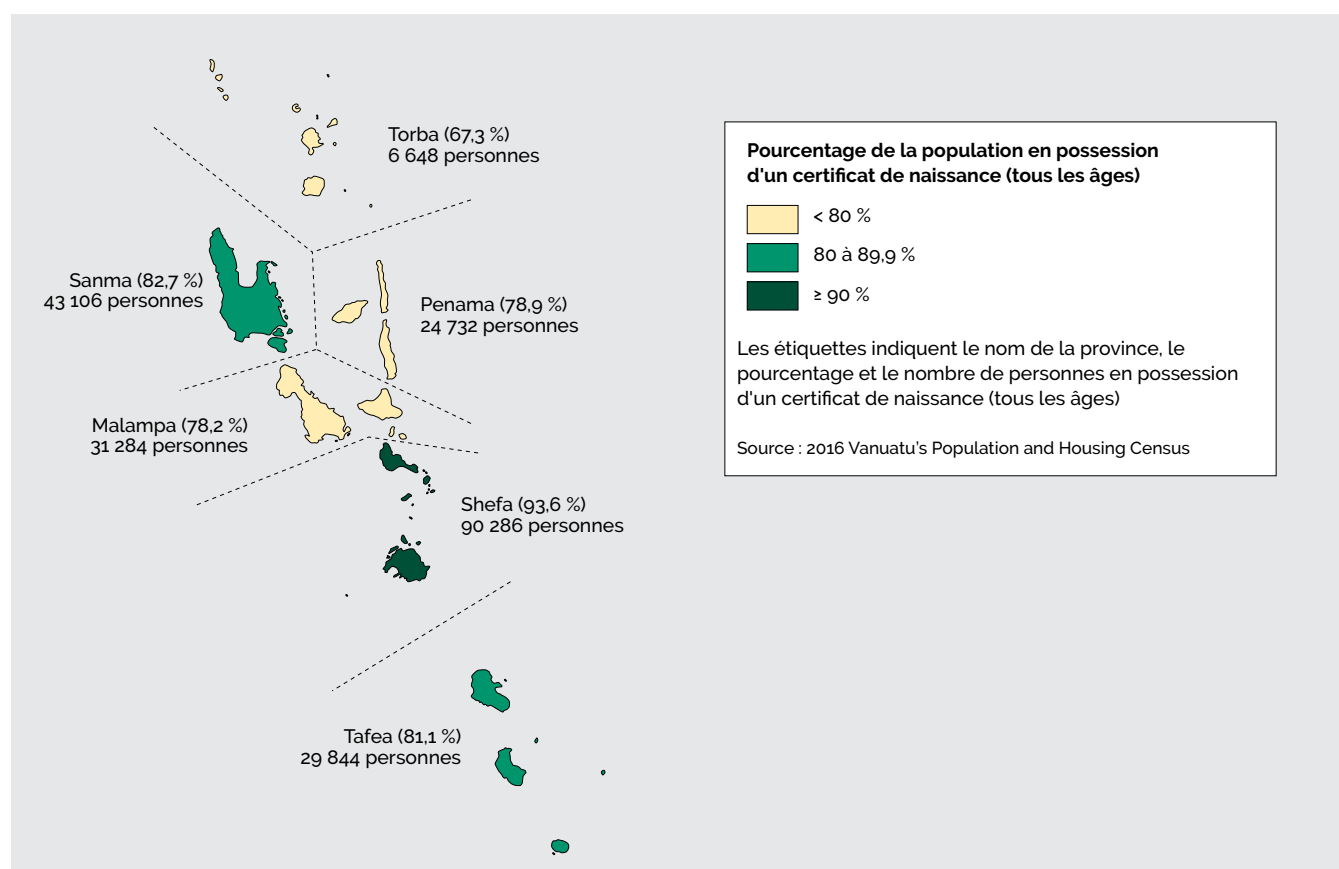 Torba (67,3 %)
6 648 personnes
Sanma (82,7 %)
43 106 personnes
Penama (78,9 %)
24 732 personnes
Malampa (78,2 %)
31 284 personnes
Shefa (93,6 %)
90 286 personnes
Tafea (81,1 %)
29 844 personnes
Pourcentage de la population en possession
d'un certificat de naissance (tous les âges)
< 80 %
80 à 89,9 %
≥ 90 %
Les étiquettes indiquent le nom de la province, le
pourcentage et le nombre de personnes en possession
d'un certificat de naissance (tous les âges)
Source : 2016 Vanuatu's Population and Housing Census